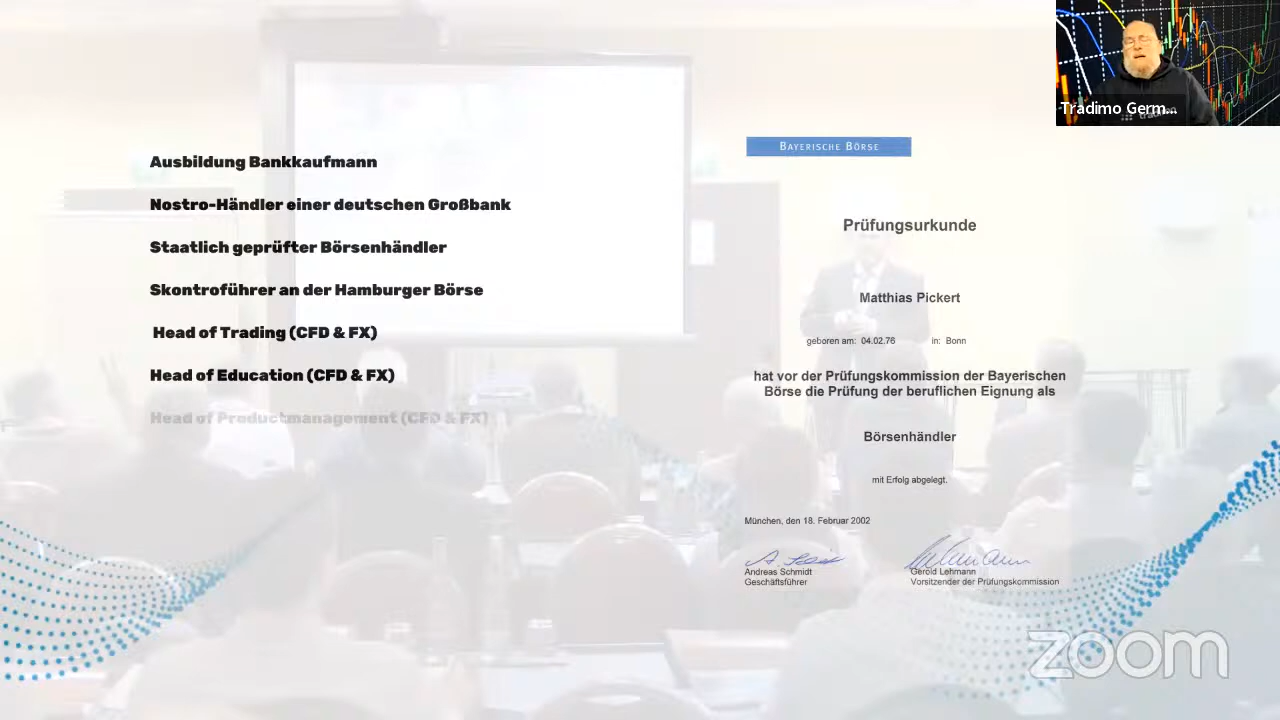 Tradimo Germ...
Ausbildung Bankkaufmann
Nostro-Händler einer deutschen Großbank
Staatlich geprüfter Börsenhändler
Skontroführer an der Hamburger Börse
Head of Trading (CFD & FX)
Head of Education (CFD & FX)
Head of Productmanagement (CFD & FX)
BAYERISCHE BÖRSE
Prüfungsurkunde
Matthias Pickert
geboren am: 04.02.76 in: Bonn
hat vor der Prüfungskommission der Bayerischen
Börse die Prüfung der beruflichen Eignung als
Börsenhändler
mit Erfolg abgelegt.
München, den 18. Februar 2002
Andreas Schmidt
Geschäftsführer
Gerold Lehmann
Vorsitzender der Prüfungskommission
zoom